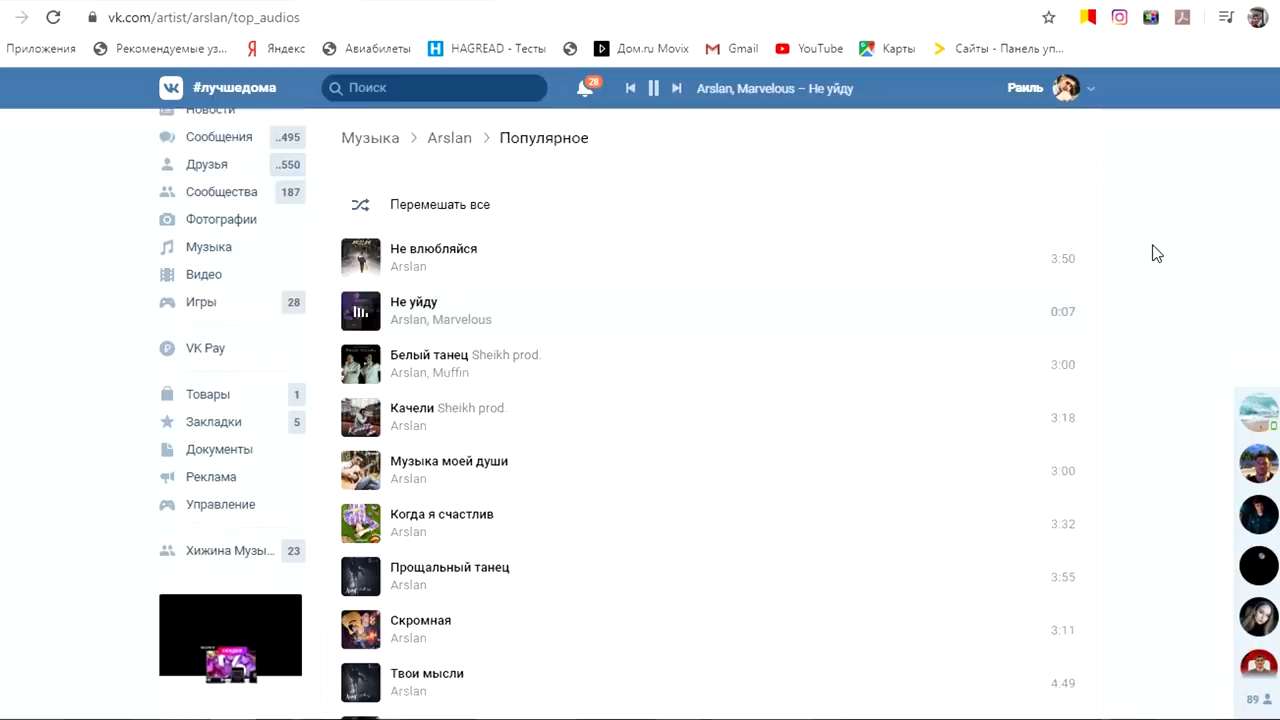 vk.com/artist/arslan/top_audios
Приложения Рекомендуемые уз... Яндекс Авиабилеты HAGREAD - Тесты Дом.ru Movix Gmail YouTube Карты Сайты - Панель уп...
#лучшедома Поиск 28 Arslan, Marvelous – Не уйду Раиль
Новости
Сообщения ..495
Друзья ..550
Сообщества 187
Фотографии
Музыка
Видео
Игры 28
VK Pay
Товары 1
Закладки 5
Документы
Реклама
Управление
Хижина Музы... 23
Музыка > Arslan > Популярное
Перемешать все
Не влюбляйся
Arslan
3:50
Не уйду
Arslan, Marvelous
0:07
Белый танец Sheikh prod.
Arslan, Muffin
3:00
Качели Sheikh prod.
Arslan
3:18
Музыка моей души
Arslan
3:00
Когда я счастлив
Arslan
3:32
Прощальный танец
Arslan
3:55
Скромная
Arslan
3:11
Твои мысли
Arslan
4:49
89